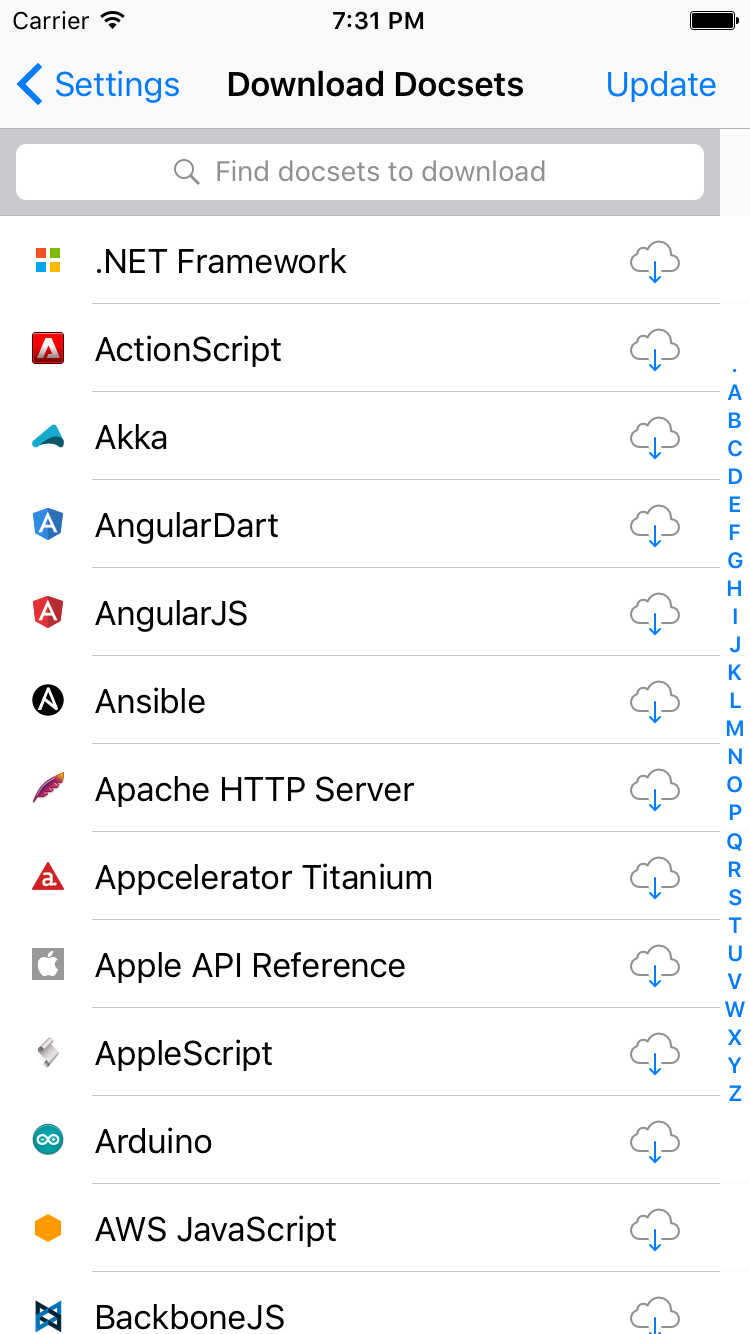 Carrier 7:31 PM
Settings Download Docsets Update
Find docsets to download
.NET Framework
ActionScript
Akka
AngularDart
AngularJS
Ansible
Apache HTTP Server
Appcelerator Titanium
Apple API Reference
AppleScript
Arduino
AWS JavaScript
BackboneJS
.
A
B
C
D
E
F
G
H
I
J
K
L
M
N
O
P
Q
R
S
T
U
V
W
X
Y
Z